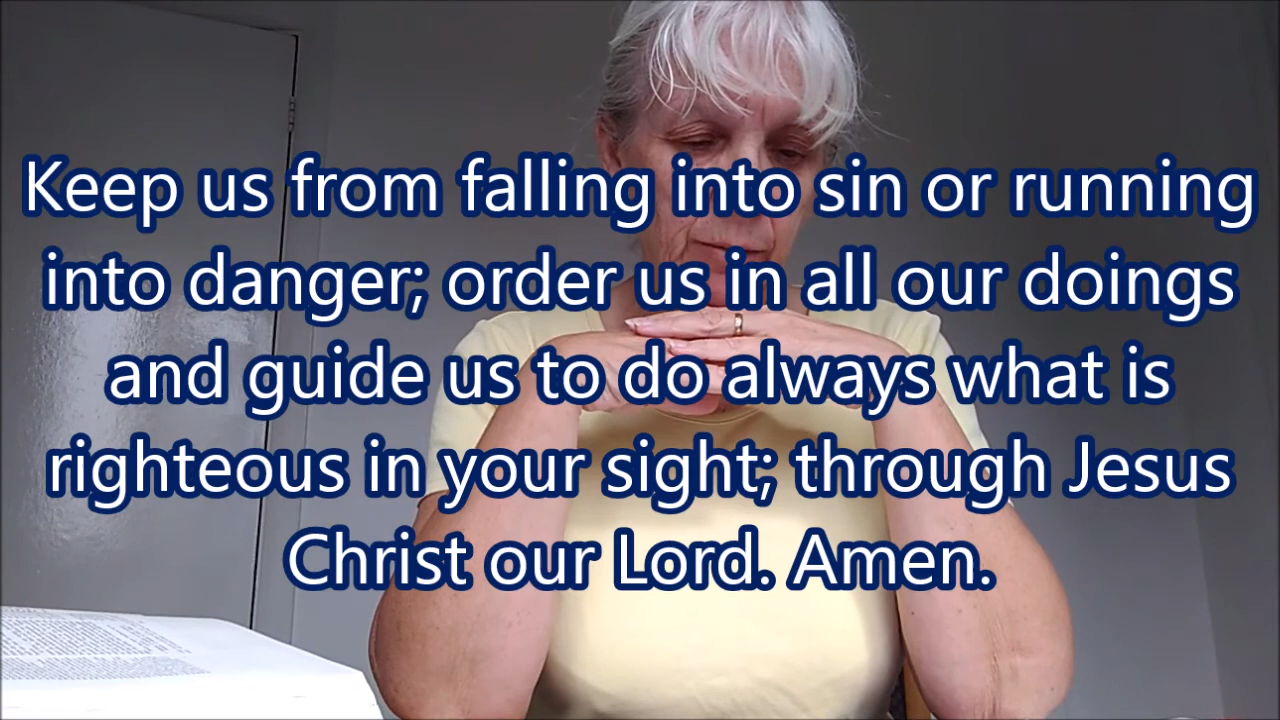 Keep us from falling into sin or running
into danger; order us in all our doings
and guide us to do always what is
righteous in your sight; through Jesus
Christ our Lord. Amen.